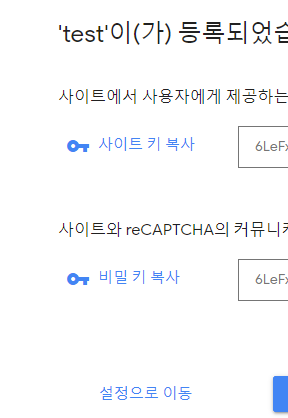 'test'이(가) 등록되었습
사이트에서 사용자에게 제공하는
사이트 키 복사
6LeFx
사이트와 reCAPTCHA의 커뮤니케
비밀 키 복사
6LeFx
설정으로 이동